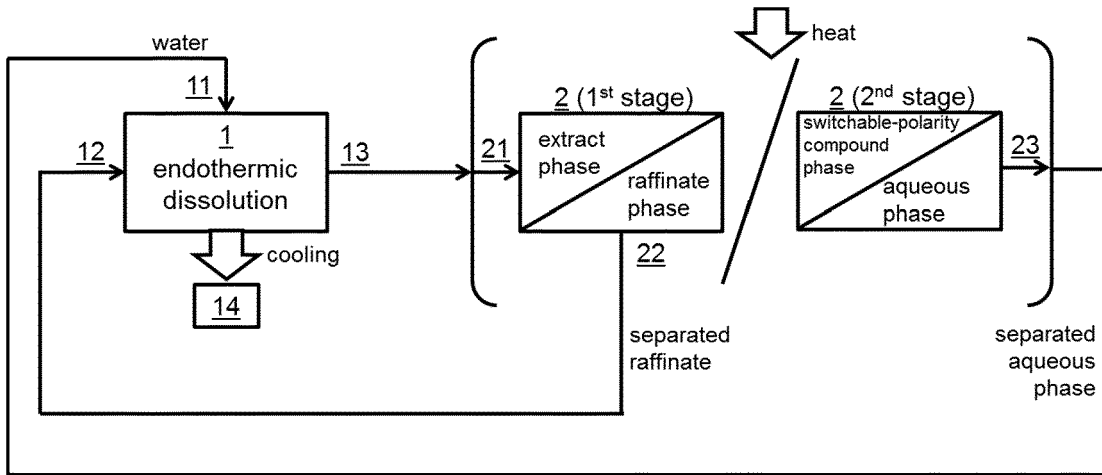 water
heat
11
2 (1st stage)
2 (2nd stage)
1
endothermic
dissolution
12
13
21
extract
phase
raffinate
phase
switchable-polarity
compound
phase
aqueous
phase
23
22
cooling
14
separated
raffinate
separated
aqueous
phase